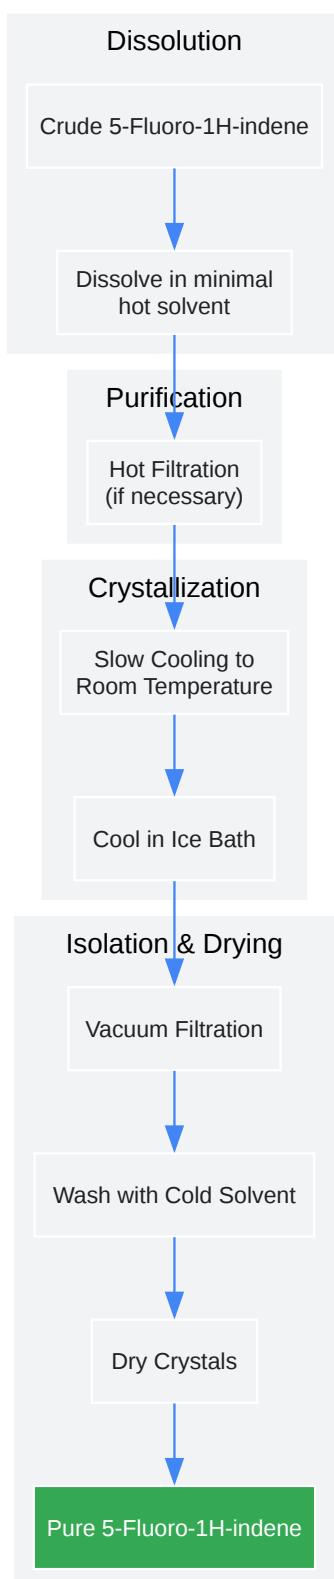 Dissolution
Crude 5-Fluoro-1H-indene
Dissolve in minimal
hot solvent
Purification
Hot Filtration
(if necessary)
Crystallization
Slow Cooling to
Room Temperature
Cool in Ice Bath
Isolation & Drying
Vacuum Filtration
Wash with Cold Solvent
Dry Crystals
Pure 5-Fluoro-1H-indene